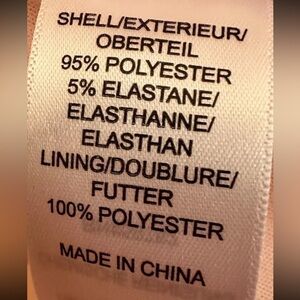 SHELL/EXTERIEUR/
OBERTEIL
95% POLYESTER
5% ELASTANE/
ELASTHANNE/
ELASTHAN
LINING/DOUBLURE/
FUTTER
100% POLYESTER
MADE IN CHINA